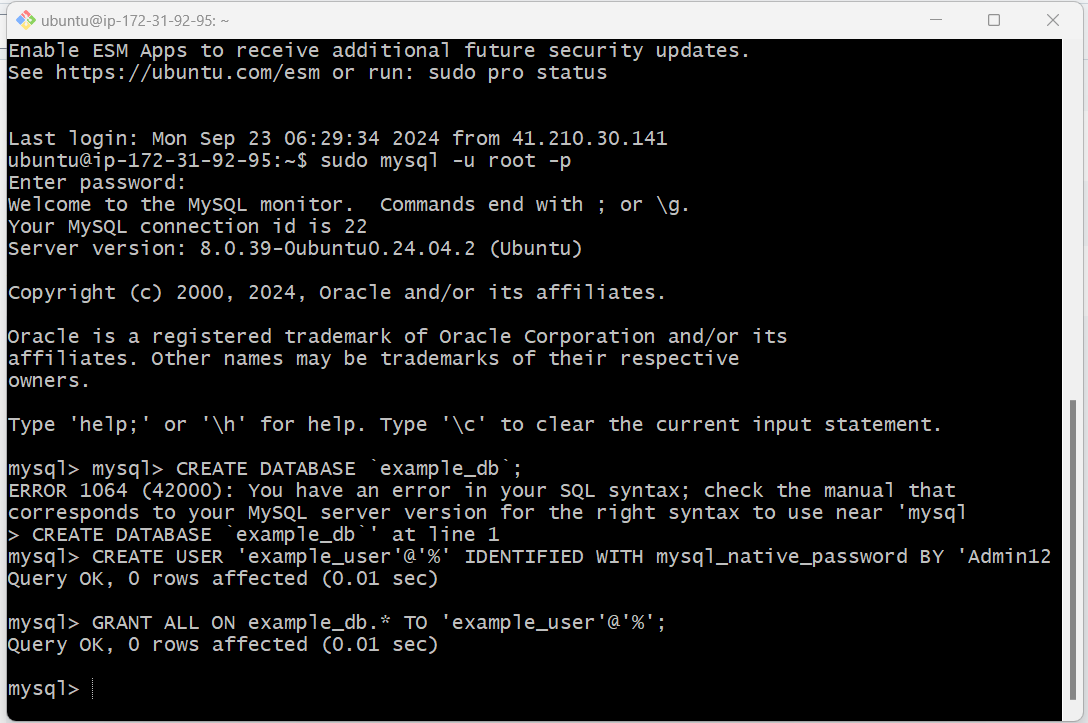 ubuntu@ip-172-31-92-95: ~
Enable ESM Apps to receive additional future security updates.
See https://ubuntu.com/esm or run: sudo pro status
Last login: Mon Sep 23 06:29:34 2024 from 41.210.30.141
ubuntu@ip-172-31-92-95:~$ sudo mysql -u root -p
Enter password:
Welcome to the MySQL monitor.  Commands end with ; or \g.
Your MySQL connection id is 22
Server version: 8.0.39-0ubuntu0.24.04.2 (Ubuntu)
Copyright (c) 2000, 2024, Oracle and/or its affiliates.
Oracle is a registered trademark of Oracle Corporation and/or its
affiliates. Other names may be trademarks of their respective
owners.
Type 'help;' or '\h' for help. Type '\c' to clear the current input statement.
mysql> mysql> CREATE DATABASE `example_db`;
ERROR 1064 (42000): You have an error in your SQL syntax; check the manual that
corresponds to your MySQL server version for the right syntax to use near 'mysql
> CREATE DATABASE `example_db`' at line 1
mysql> CREATE USER 'example_user'@'%' IDENTIFIED WITH mysql_native_password BY 'Admin12
Query OK, 0 rows affected (0.01 sec)
mysql> GRANT ALL ON example_db.* TO 'example_user'@'%';
Query OK, 0 rows affected (0.01 sec)
mysql>